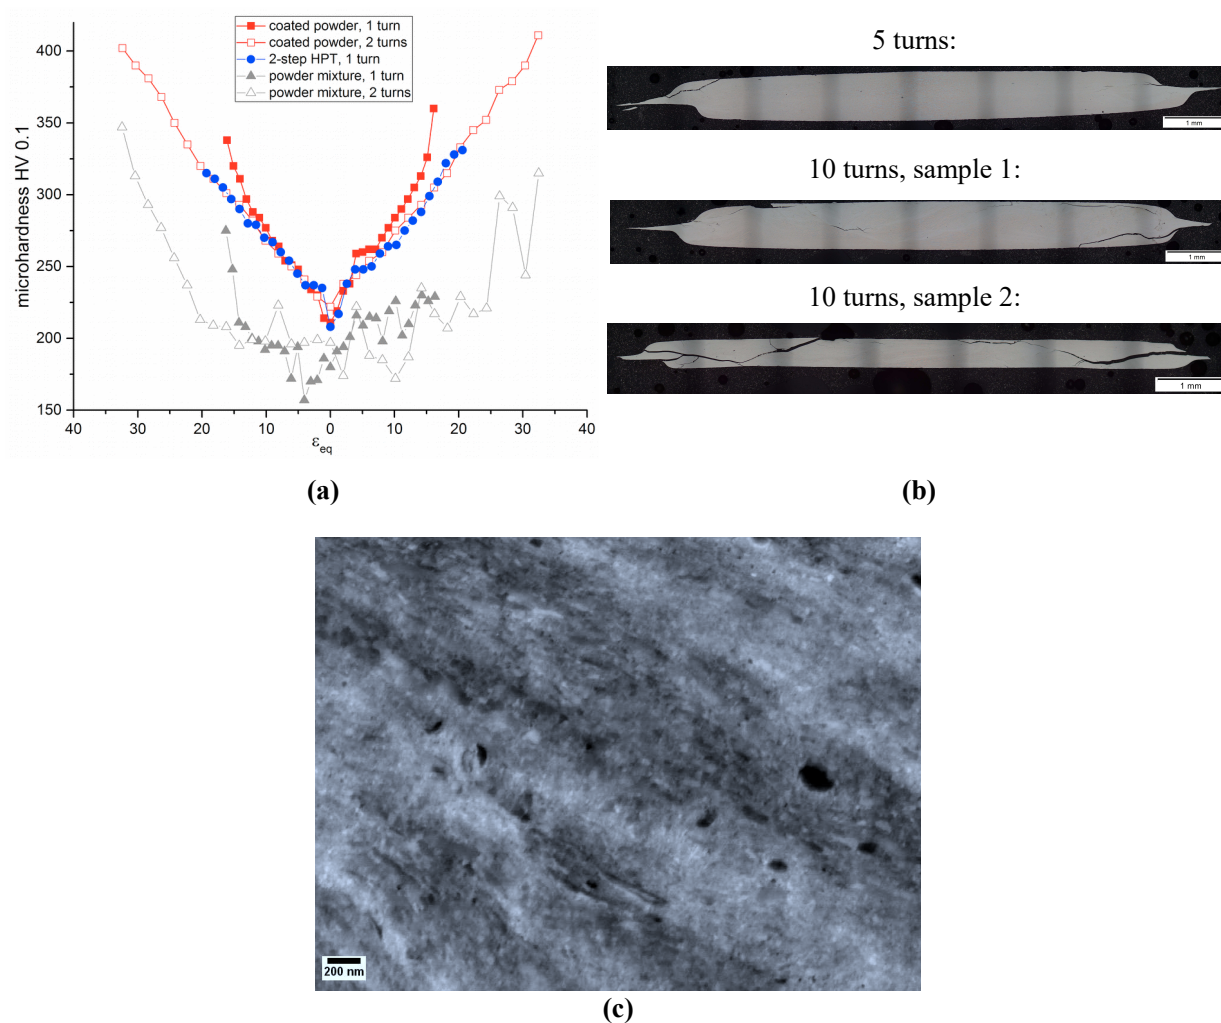 coated powder, 1 turn
coated powder, 2 turns
2-step HPT, 1 turn
powder mixture, 1 turn
powder mixture, 2 turns
microhardness HV 0.1
400
350
300
250
200
150
40
30
20
10
0
10
20
30
40
εeq
(a)
5 turns:
1 mm
10 turns, sample 1:
1 mm
10 turns, sample 2:
1 mm
(b)
200 nm
(c)